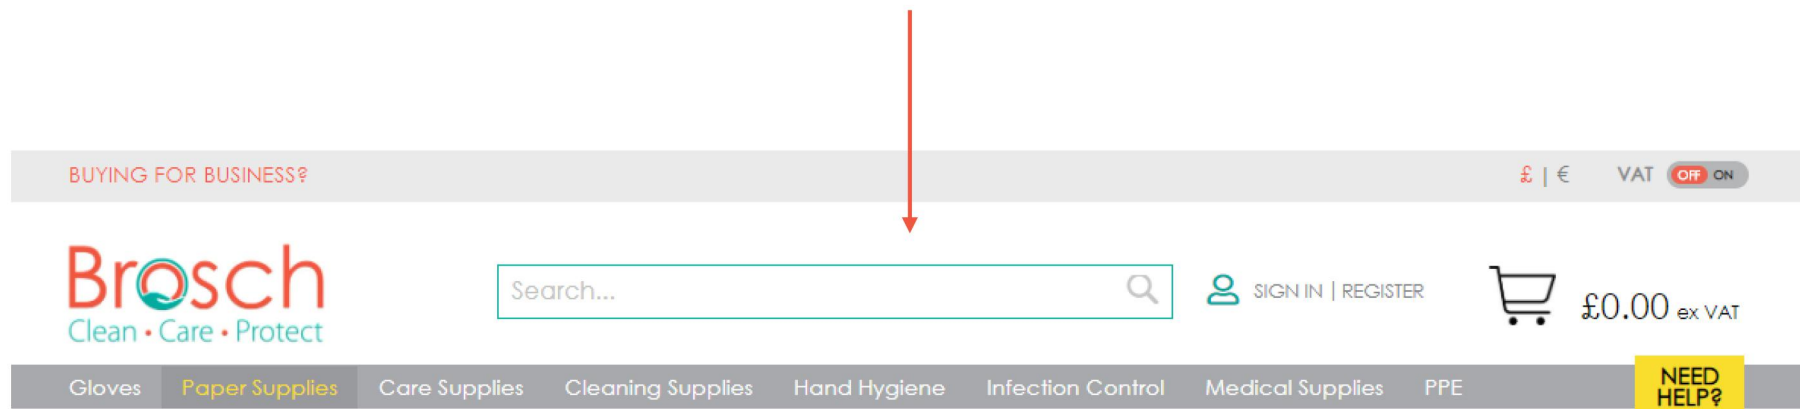 BUYING FOR BUSINESS?
£ | €
VAT OFF ON
Brosch
Clean • Care • Protect
Search...
SIGN IN | REGISTER
£0.00 ex VAT
Gloves Paper Supplies Care Supplies Cleaning Supplies Hand Hygiene Infection Control Medical Supplies PPE
NEED
HELP?